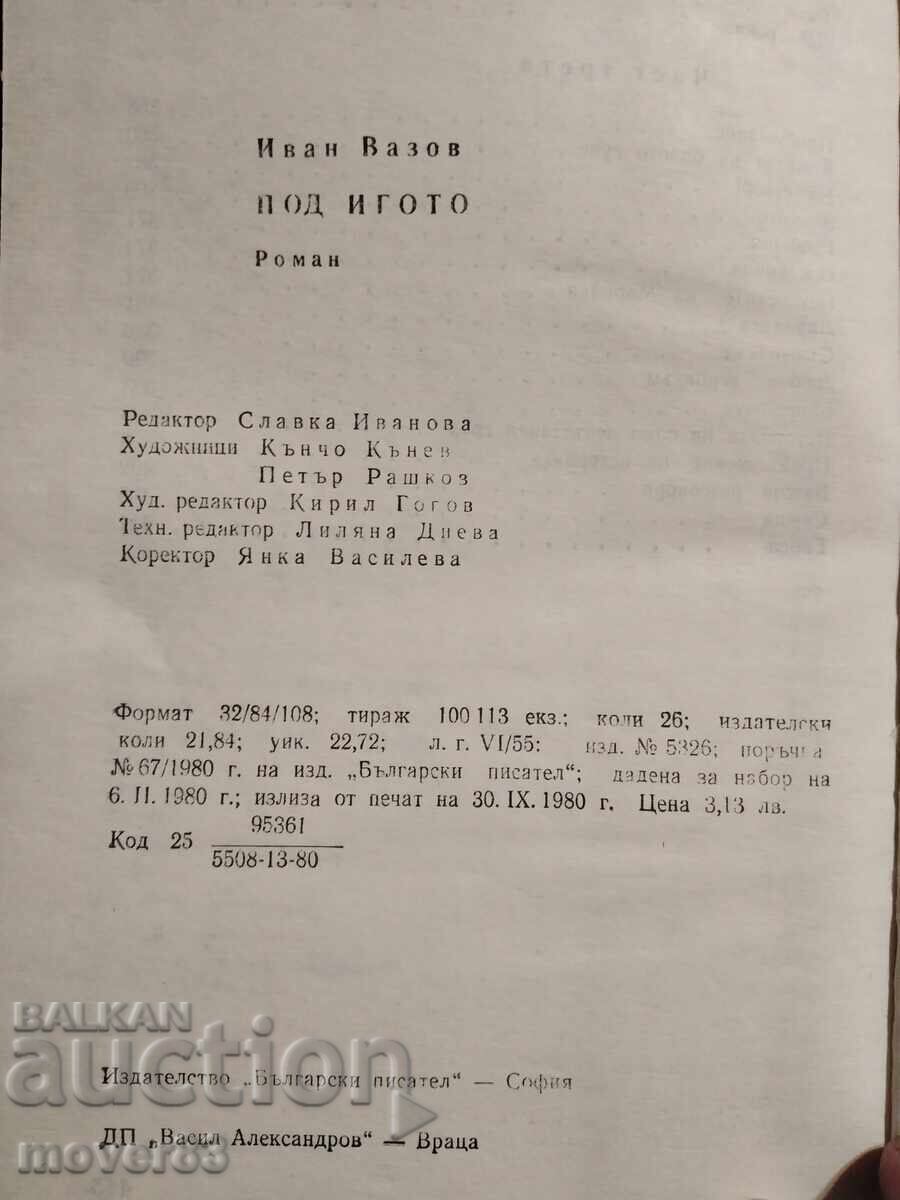 Иван Вазов
ПОД ИГОТО
Роман
Редактор Славка Иванова
Художници Кънчо Кънев
Петър Рашков
Худ. редактор Кирил Гогов
Техн. редактор Лиляна Диева
Коректор Янка Василева
Формат 32/84/108; тираж 100 113 екз.; коли 26; издателски
коли 21,84; уик. 22,72; л. г. VI/55; изд. № 5326; поръчка
№ 67/1980 г. на изд. „Български писател“; дадена за набор на
6. II. 1980 г.; излиза от печат на 30. IX. 1980 г. Цена 3,13 лв.
Код 25 95361
5508-13-80
BALKAN
auction
Издателство „Български писател“ — София
ДП „Васил Александров“ — Враца
mover63